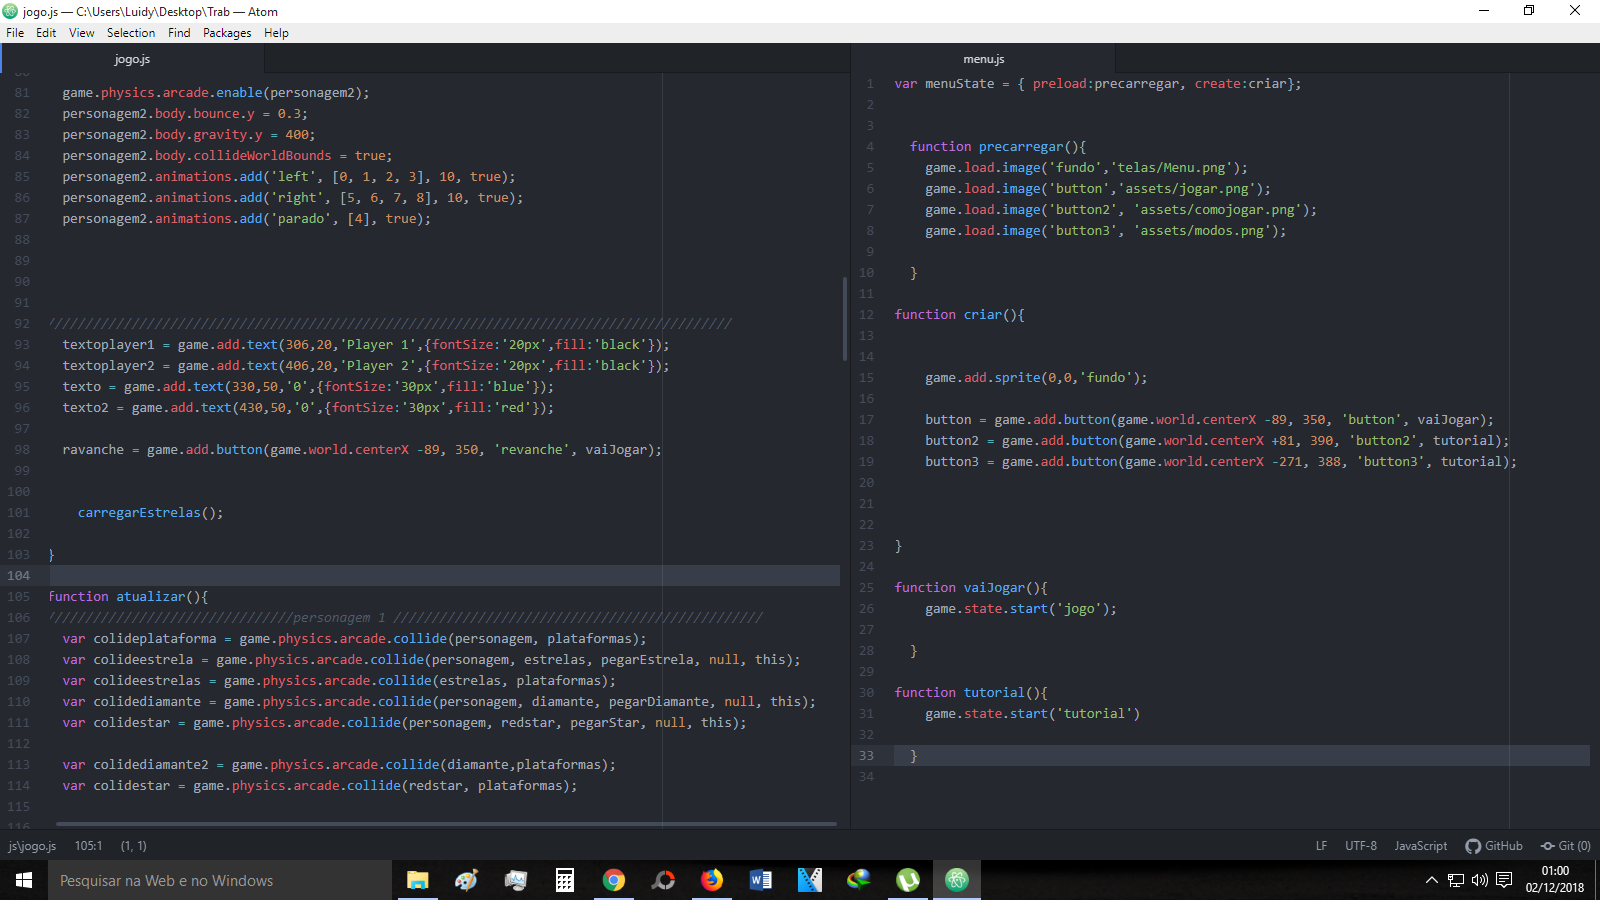 jogo.js — C:\Users\Luidy\Desktop\Trab — Atom
File Edit View Selection Find Packages Help
jogo.js
81 game.physics.arcade.enable(personagem2);
82 personagem2.body.bounce.y = 0.3;
83 personagem2.body.gravity.y = 400;
84 personagem2.body.collideWorldBounds = true;
85 personagem2.animations.add('left', [0, 1, 2, 3], 10, true);
86 personagem2.animations.add('right', [5, 6, 7, 8], 10, true);
87 personagem2.animations.add('parado', [4], true);
88
89
90
91
92 /////////////////////////////////////////////////////////////////////////////////////////
93 textoplayer1 = game.add.text(306,20,'Player 1',{fontSize:'20px',fill:'black'});
94 textoplayer2 = game.add.text(406,20,'Player 2',{fontSize:'20px',fill:'black'});
95 texto = game.add.text(330,50,'0',{fontSize:'30px',fill:'blue'});
96 texto2 = game.add.text(430,50,'0',{fontSize:'30px',fill:'red'});
97
98 ravanche = game.add.button(game.world.centerX -89, 350, 'revanche', vaiJogar);
99
100
101 carregarEstrelas();
102
103 }
104
105 function atualizar(){
106 ////////////////////////////////personagem 1 ////////////////////////////////////////////////
107 var colideplataforma = game.physics.arcade.collide(personagem, plataformas);
108 var colideestrela = game.physics.arcade.collide(personagem, estrelas, pegarEstrela, null, this);
109 var colideestrelas = game.physics.arcade.collide(estrelas, plataformas);
110 var colidediamante = game.physics.arcade.collide(personagem, diamante, pegarDiamante, null, this);
111 var colidestar = game.physics.arcade.collide(personagem, redstar, pegarStar, null, this);
112
113 var colidediamante2 = game.physics.arcade.collide(diamante,plataformas);
114 var colidestar = game.physics.arcade.collide(redstar, plataformas);
115
116
menu.js
1 var menuState = { preload:precarregar, create:criar};
2
3
4 function precarregar(){
5 game.load.image('fundo','telas/Menu.png');
6 game.load.image('button','assets/jogar.png');
7 game.load.image('button2', 'assets/comojogar.png');
8 game.load.image('button3', 'assets/modos.png');
9
10 }
11
12 function criar(){
13
14
15 game.add.sprite(0,0,'fundo');
16
17 button = game.add.button(game.world.centerX -89, 350, 'button', vaiJogar);
18 button2 = game.add.button(game.world.centerX +81, 390, 'button2', tutorial);
19 button3 = game.add.button(game.world.centerX -271, 388, 'button3', tutorial);
20
21
22
23 }
24
25 function vaiJogar(){
26 game.state.start('jogo');
27
28 }
29
30 function tutorial(){
31 game.state.start('tutorial')
32
33 }
34
js\jogo.js 105:1 (1, 1) LF UTF-8 JavaScript GitHub Git (0)
Pesquisar na Web e no Windows
01:00
02/12/2018